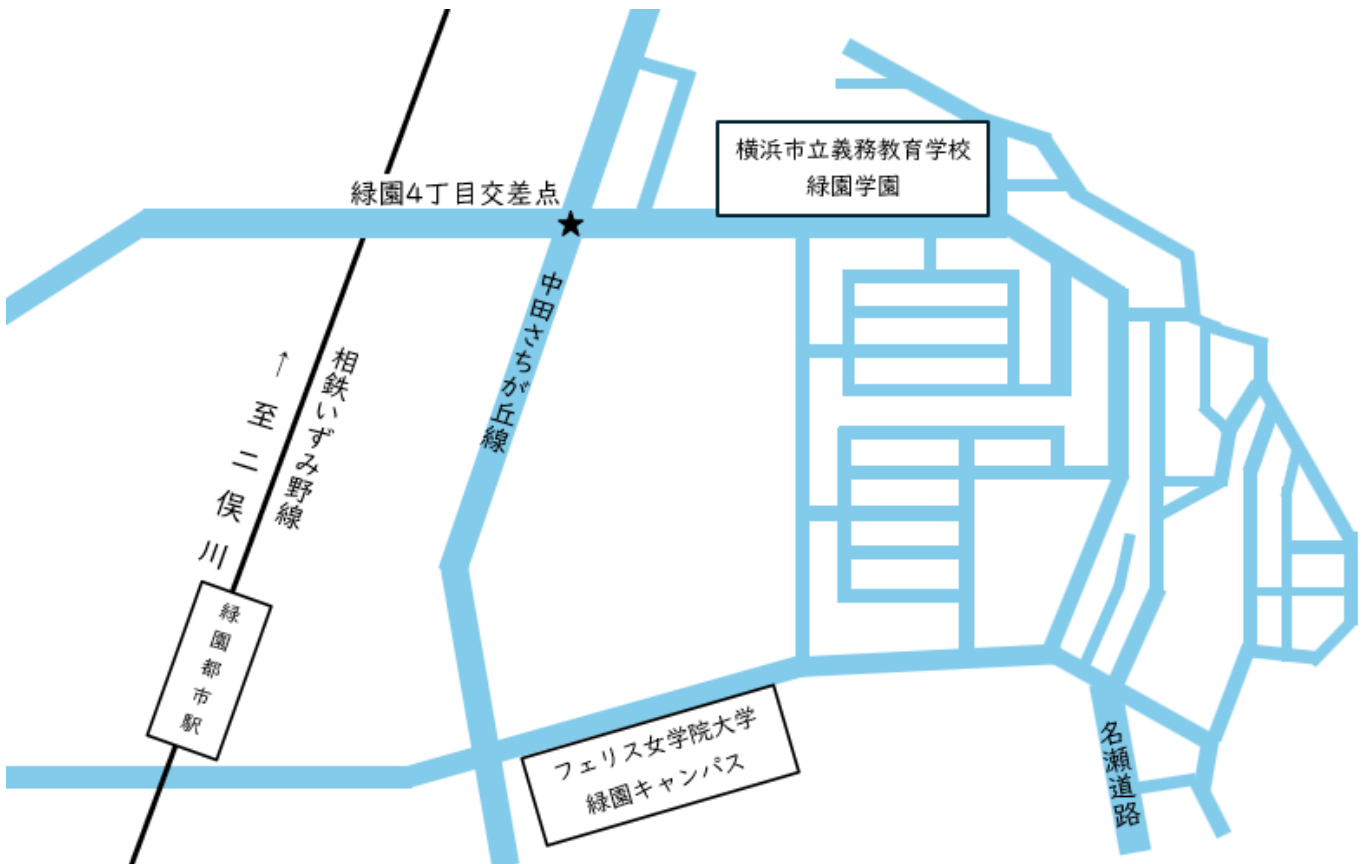 横浜市立義務教育学校
緑園学園
緑園4丁目交差点
中田さちが丘線
相鉄いずみ野線
↑至二俣川
緑園都市駅
フェリス女学院大学
緑園キャンパス
名瀬道路